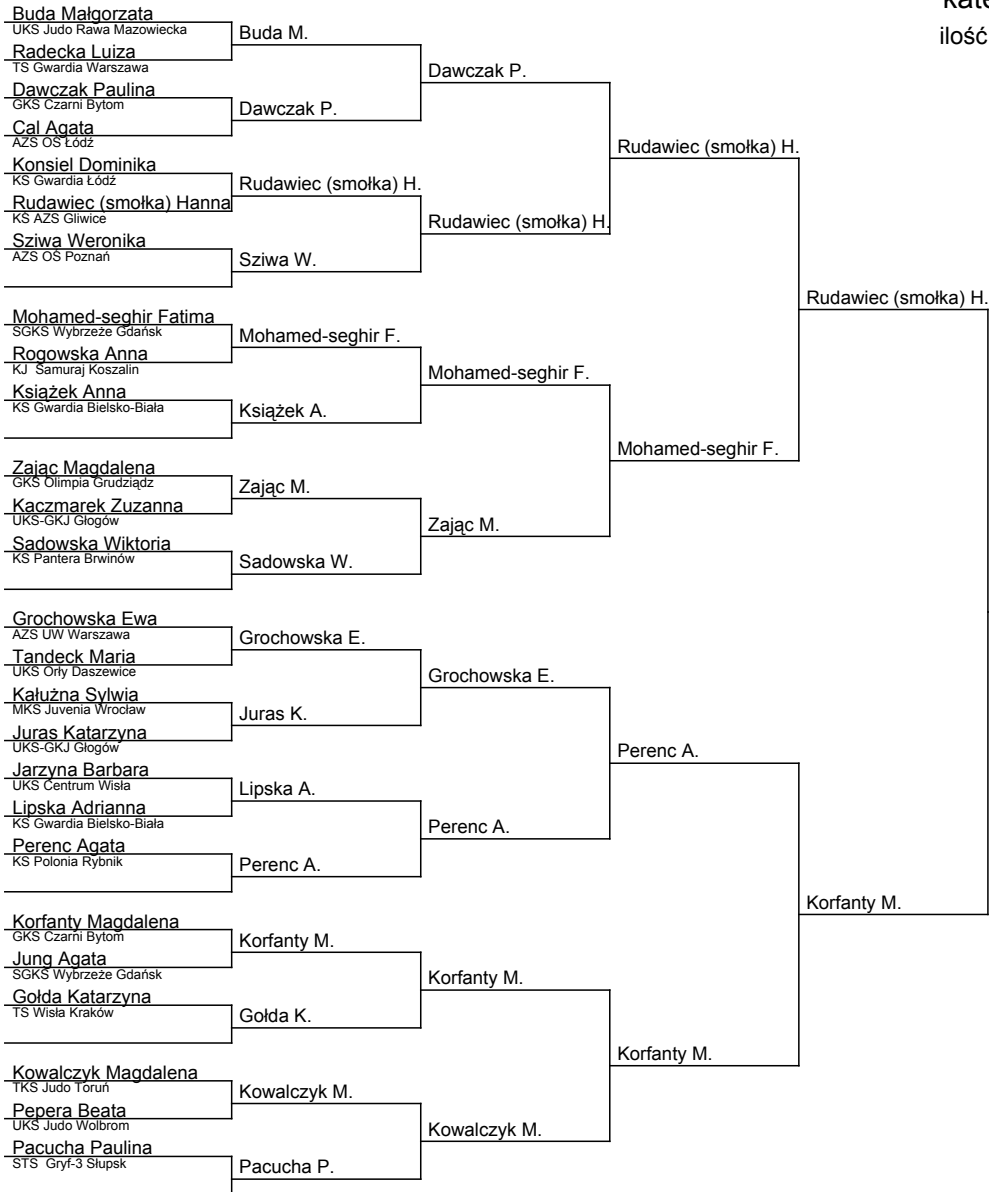 kate
ilość
Buda Małgorzata
UKS Judo Rawa Mazowiecka
Radecka Luiza
TS Gwardia Warszawa
Dawczak Paulina
GKS Czarni Bytom
Cal Agata
AZS OŚ Łódź
Konsiel Dominika
KS Gwardia Łódź
Rudawiec (smołka) Hanna
KŚ AZS Gliwice
Sziwa Weronika
AZS OŚ Poznań
Mohamed-seghir Fatima
SGKS Wybrzeże Gdańsk
Rogowska Anna
KJ Samuraj Koszalin
Książek Anna
KS Gwardia Bielsko-Biała
Zając Magdalena
GKS Olimpia Grudziądz
Kaczmarek Zuzanna
UKS-GKJ Głogów
Sadowska Wiktoria
KS Pantera Brwinów
Grochowska Ewa
AZS UW Warszawa
Tandeck Maria
UKS Orły Daszewice
Kałużna Sylwia
MKS Juvenia Wrocław
Juras Katarzyna
UKS-GKJ Głogów
Jarzyna Barbara
UKS Centrum Wisła
Lipska Adrianna
KS Gwardia Bielsko-Biała
Perenc Agata
KS Polonia Rybnik
Korfanty Magdalena
GKS Czarni Bytom
Jung Agata
SGKS Wybrzeże Gdańsk
Gołda Katarzyna
TS Wisła Kraków
Kowalczyk Magdalena
TKS Judo Toruń
Pepera Beata
UKS Judo Wolbrom
Pacucha Paulina
STS Gryf-3 Słupsk
Buda M.
Dawczak P.
Rudawiec (smołka) H.
Sziwa W.
Mohamed-seghir F.
Książek A.
Zając M.
Sadowska W.
Grochowska E.
Juras K.
Lipska A.
Perenc A.
Korfanty M.
Gołda K.
Kowalczyk M.
Pacucha P.
Dawczak P.
Rudawiec (smołka) H.
Mohamed-seghir F.
Zając M.
Grochowska E.
Perenc A.
Korfanty M.
Kowalczyk M.
Rudawiec (smołka) H.
Mohamed-seghir F.
Perenc A.
Korfanty M.
Rudawiec (smołka) H.
Korfanty M.